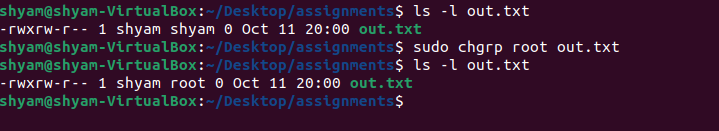 shyam@shyam-VirtualBox:~/Desktop/assignments$ ls -l out.txt
-rwxrw-r-- 1 shyam shyam 0 Oct 11 20:00 out.txt
shyam@shyam-VirtualBox:~/Desktop/assignments$ sudo chgrp root out.txt
shyam@shyam-VirtualBox:~/Desktop/assignments$ ls -l out.txt
-rwxrw-r-- 1 shyam root 0 Oct 11 20:00 out.txt
shyam@shyam-VirtualBox:~/Desktop/assignments$